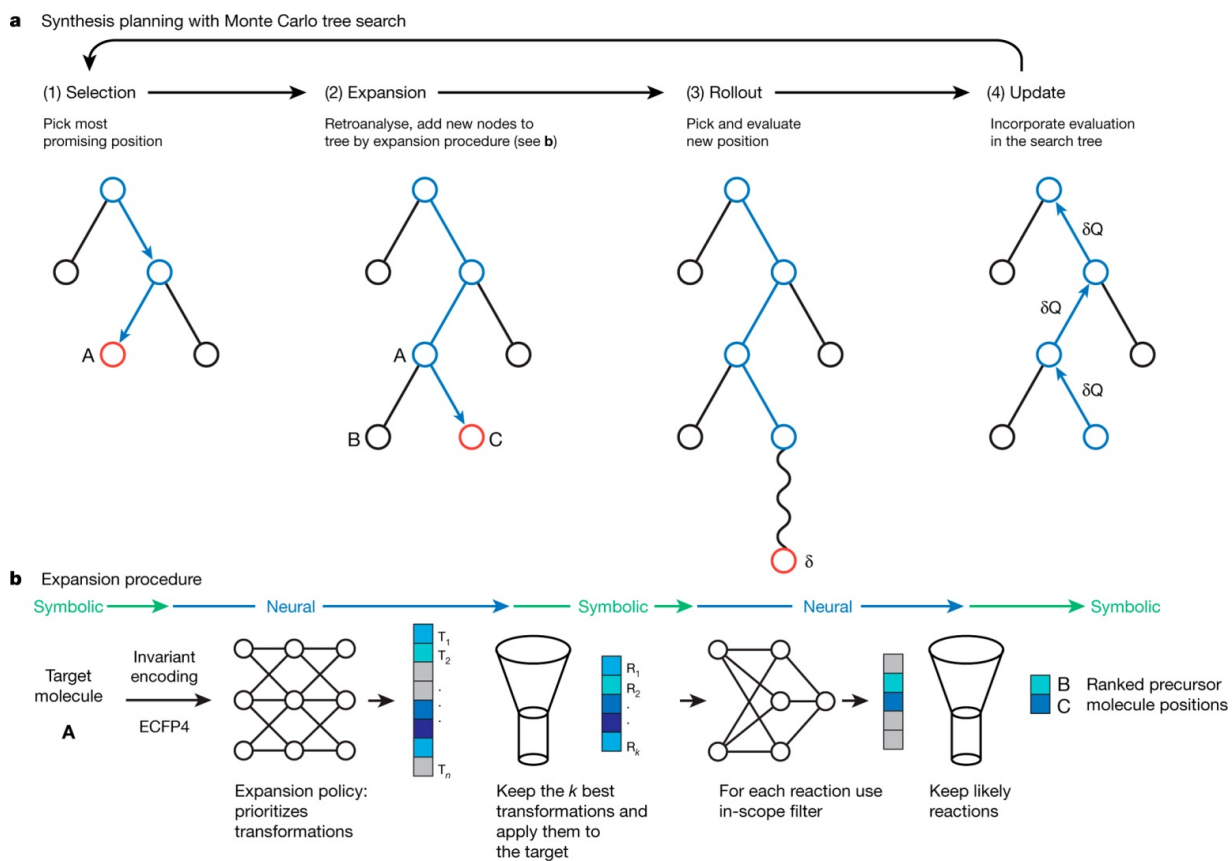 a Synthesis planning with Monte Carlo tree search
(1) Selection
Pick most
promising position
(2) Expansion
Retroanalyse, add new nodes to
tree by expansion procedure (see b)
(3) Rollout
Pick and evaluate
new position
(4) Update
Incorporate evaluation
in the search tree
A
A
B
C
δ
δQ
δQ
δQ
b Expansion procedure
Symbolic
Neural
Symbolic
Neural
Symbolic
Target
molecule
A
Invariant
encoding
ECFP4
T1
T2
.
.
.
Tn
Expansion policy:
prioritizes
transformations
Keep the k best
transformations and
apply them to
the target
R1
R2
.
.
Rk
For each reaction use
in-scope filter
Keep likely
reactions
B
C
Ranked precursor
molecule positions